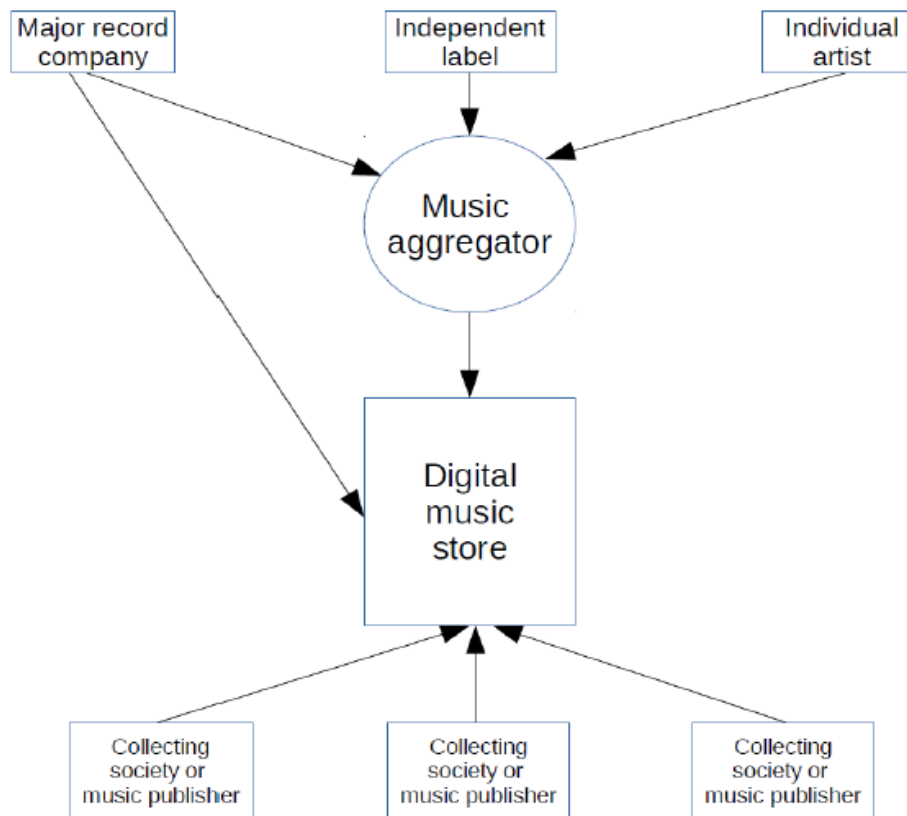 Major record
company
Independent
label
Individual
artist
Music
aggregator
Digital
music
store
Collecting
society or
music publisher
Collecting
society or
music publisher
Collecting
society or
music publisher